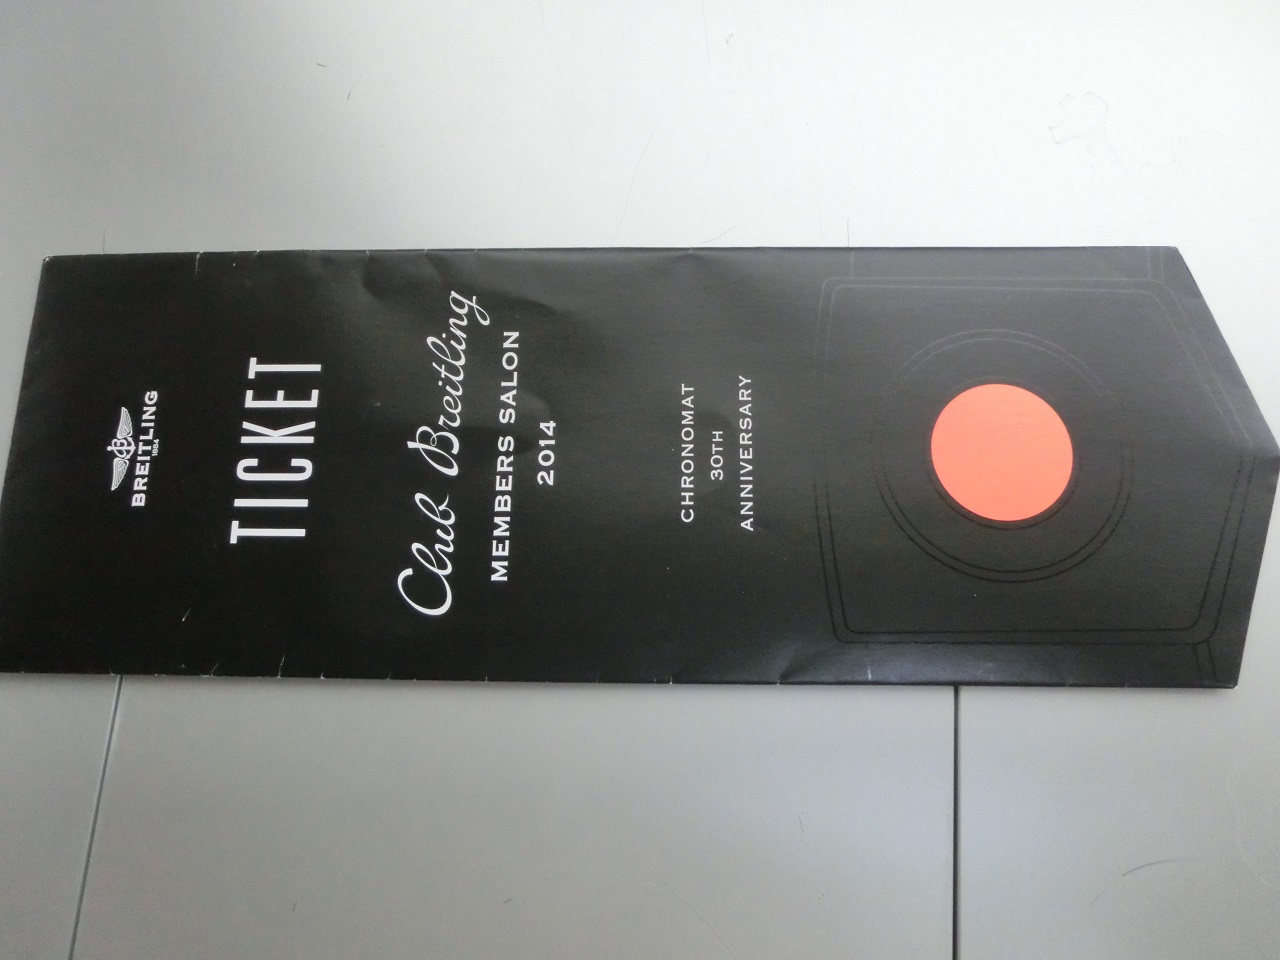 BREITLING
1884
TICKET
Club Breitling
MEMBERS SALON
2014
CHRONOMAT
30TH
ANNIVERSARY